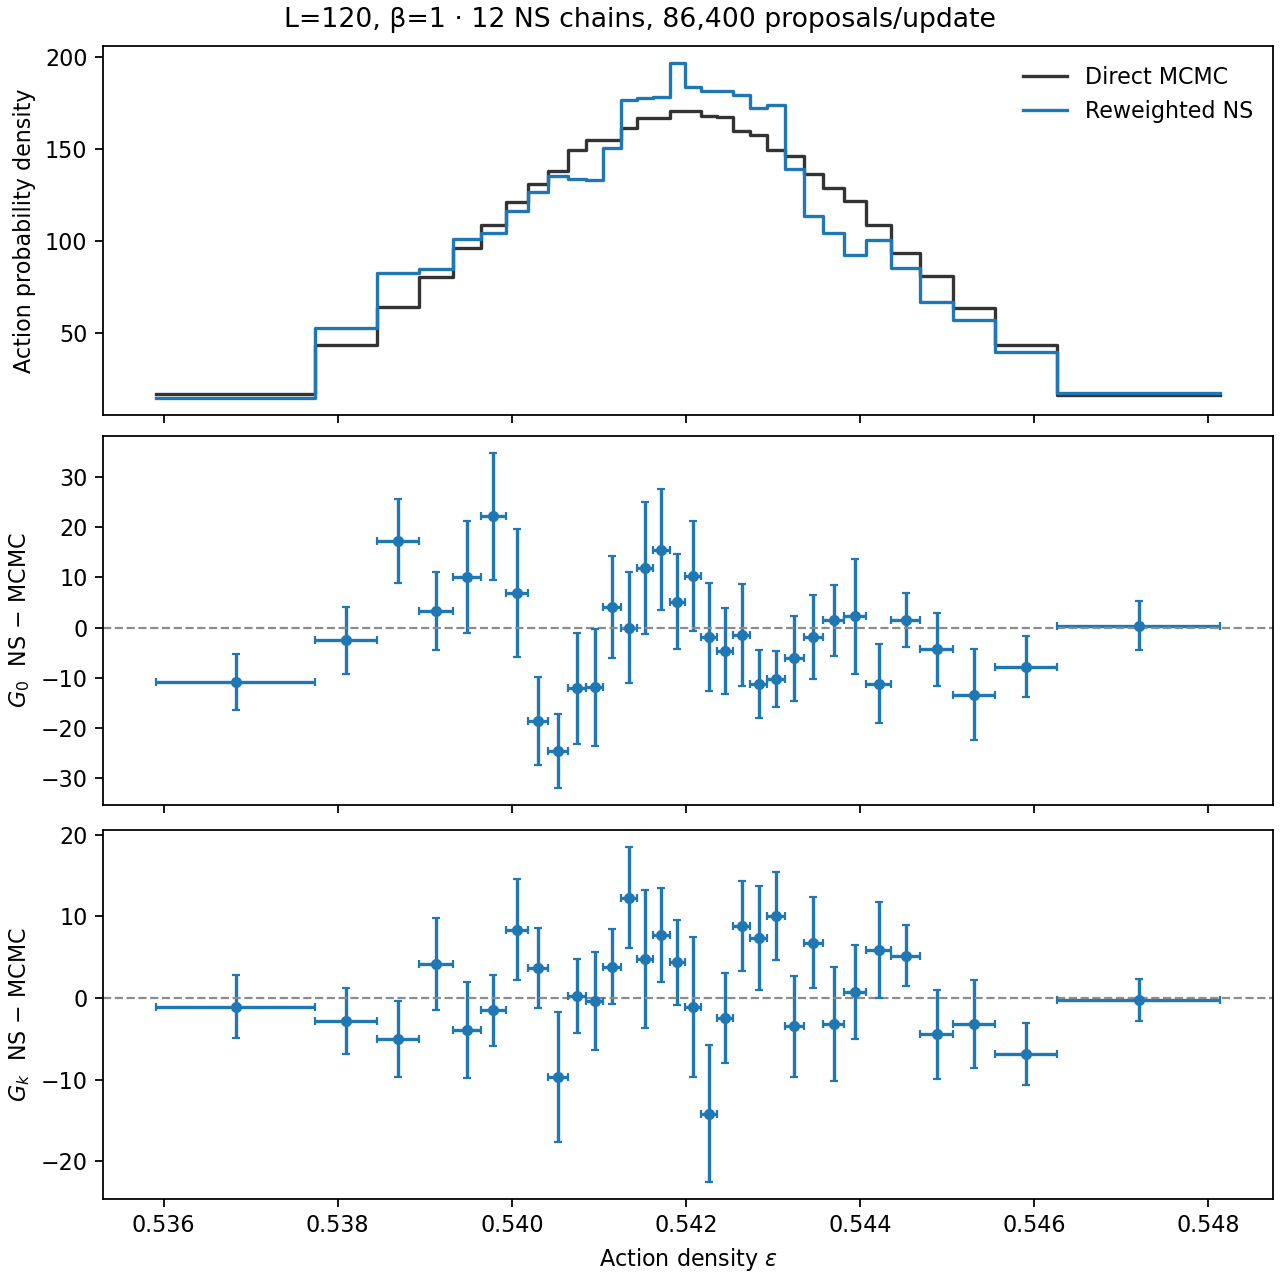 L=120, β=1 · 12 NS chains, 86,400 proposals/update
Action probability density
200
150
100
50
Direct MCMC
Reweighted NS
G₀ NS − MCMC
30
20
10
0
−10
−20
−30
Gₖ NS − MCMC
20
10
0
−10
−20
0.536 0.538 0.540 0.542 0.544 0.546 0.548
Action density ε